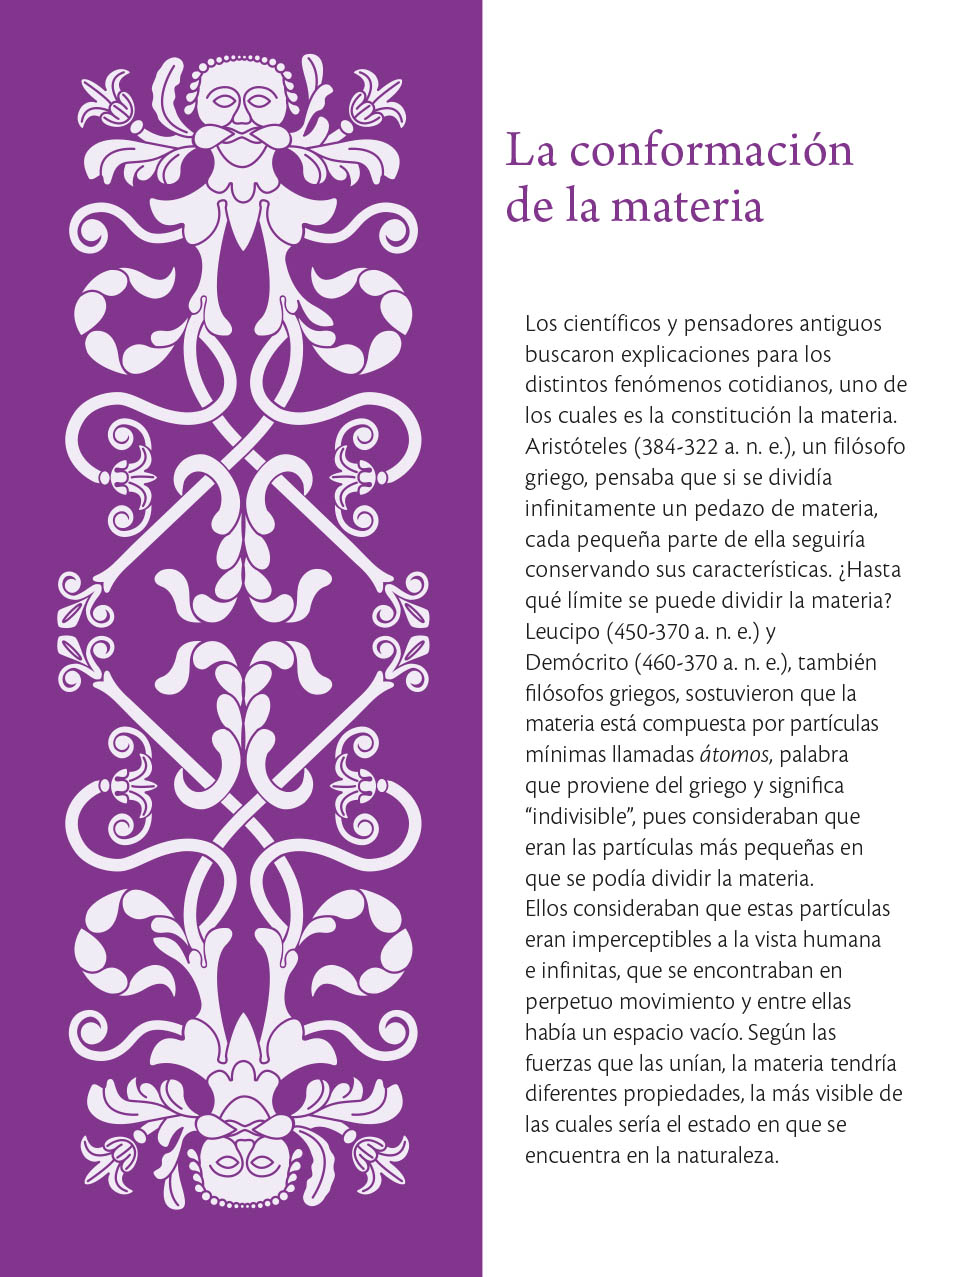 La conformación
de la materia
Los científicos y pensadores antiguos
buscaron explicaciones para los
distintos fenómenos cotidianos, uno de
los cuales es la constitución la materia.
Aristóteles (384-322 a. n. e.), un filósofo
griego, pensaba que si se dividía
infinitamente un pedazo de materia,
cada pequeña parte de ella seguiría
conservando sus características. ¿Hasta
qué límite se puede dividir la materia?
Leucipo (450-370 a. n. e.) y
Demócrito (460-370 a. n. e.), también
filósofos griegos, sostuvieron que la
materia está compuesta por partículas
mínimas llamadas átomos, palabra
que proviene del griego y significa
“indivisible”, pues consideraban que
eran las partículas más pequeñas en
que se podía dividir la materia.
Ellos consideraban que estas partículas
eran imperceptibles a la vista humana
e infinitas, que se encontraban en
perpetuo movimiento y entre ellas
había un espacio vacío. Según las
fuerzas que las unían, la materia tendría
diferentes propiedades, la más visible de
las cuales sería el estado en que se
encuentra en la naturaleza.